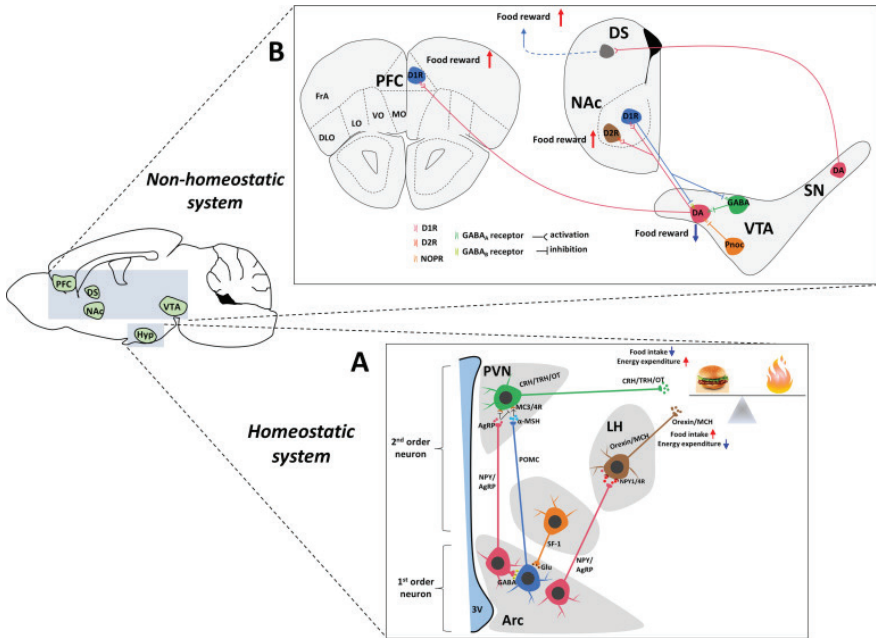 B
Food reward
PFC
D1R
Food reward
FrA
DLO
LO
VO
MO
Food reward
DS
NAc
D1R
D2R
Food reward
DA
SN
DA
GABA
VTA
Pnoc
Food reward
D1R
D2R
NOPR
GABAA receptor
GABAB receptor
activation
inhibition
Non-homeostatic
system
PFC
DS
NAc
VTA
Hyp
Homeostatic
system
A
PVN
CRH/TRH/OT
MC3/4R
AgRP
α-MSH
CRH/TRH/OT
Food intake
Energy expenditure
LH
Orexin/MCH
Orexin/MCH
Food intake
Energy expenditure
NPY1/4R
2nd order
neuron
POMC
NPY/
AgRP
SF-1
NPY/
AgRP
Glu
GABA
1st order
neuron
3V
Arc